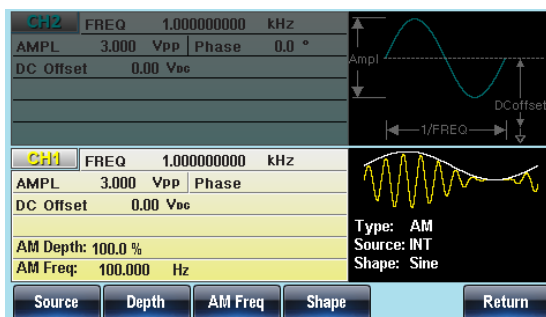 CH2 FREQ 1.000000000 kHz
AMPL 3.000 Vpp Phase 0.0 °
DC Offset 0.00 VDC
Ampl
DCoffset
1/FREQ
CH1 FREQ 1.000000000 kHz
AMPL 3.000 Vpp Phase
DC Offset 0.00 VDC
AM Depth: 100.0 %
AM Freq: 100.000 Hz
Type: AM
Source: INT
Shape: Sine
Source Depth AM Freq Shape Return